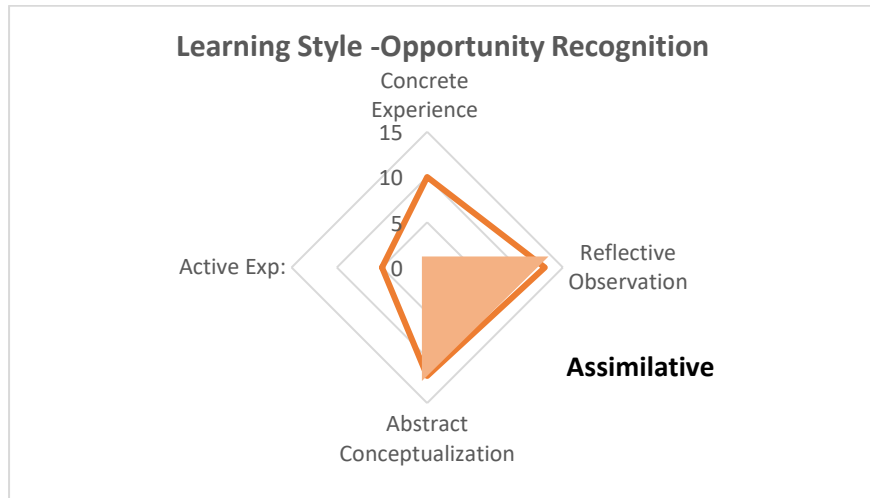 Learning Style -Opportunity Recognition
Concrete
Experience
15
10
5
0
Active Exp:
Reflective
Observation
Assimilative
Abstract
Conceptualization